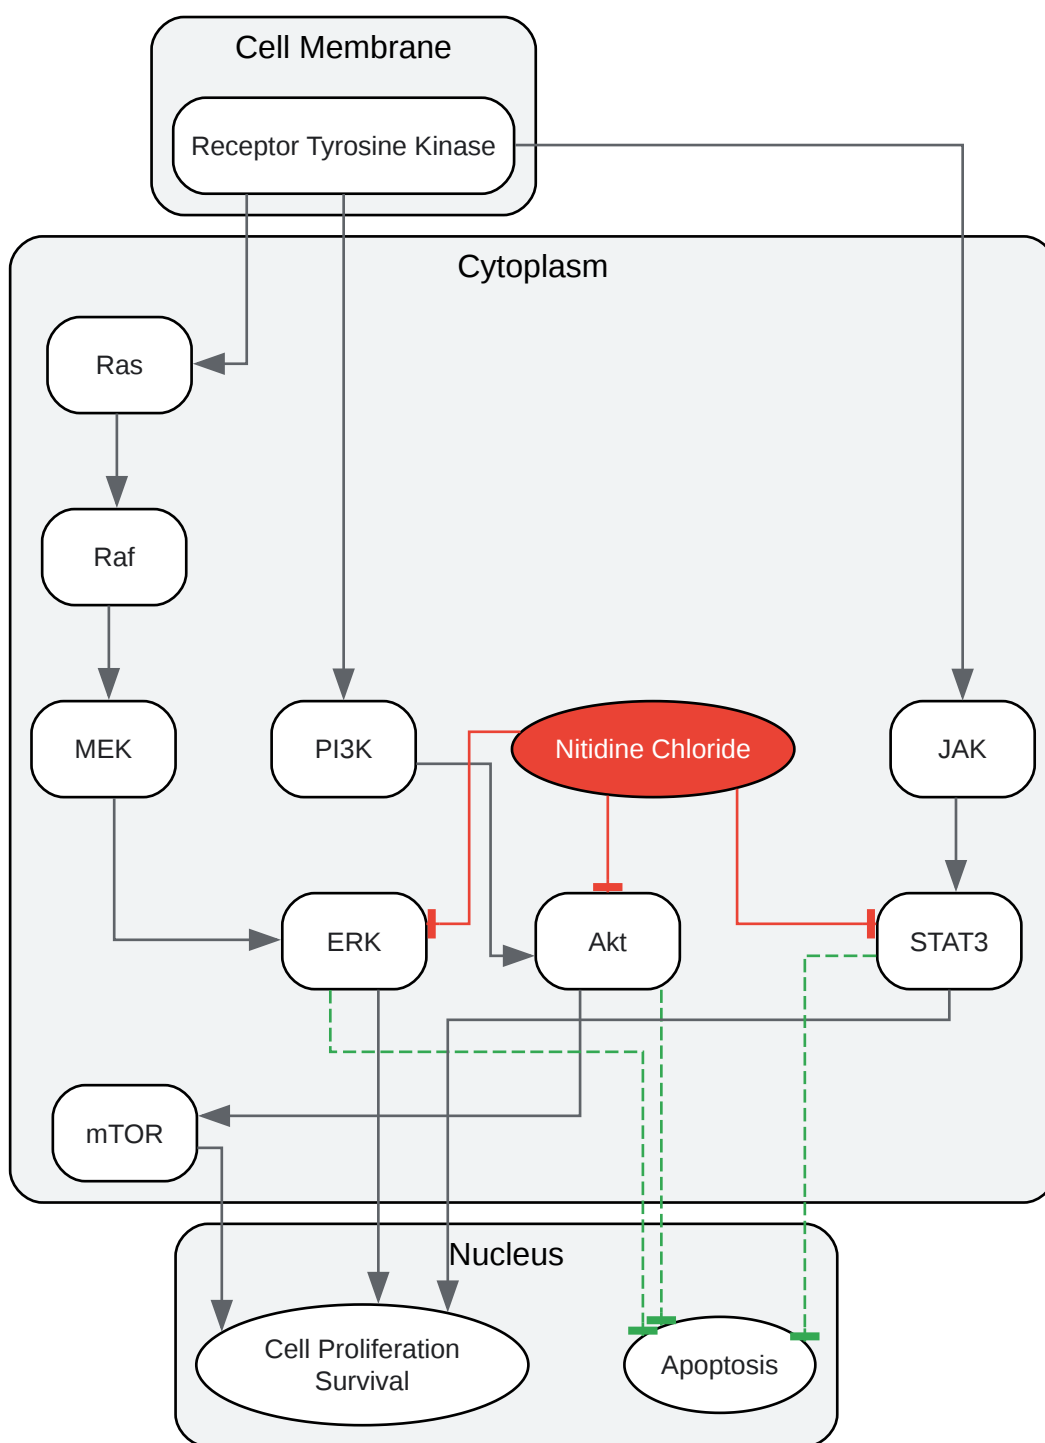 Cell Membrane
Receptor Tyrosine Kinase
Cytoplasm
Ras
Raf
MEK
PI3K
Nitidine Chloride
JAK
ERK
Akt
STAT3
mTOR
Nucleus
Cell Proliferation
Survival
Apoptosis